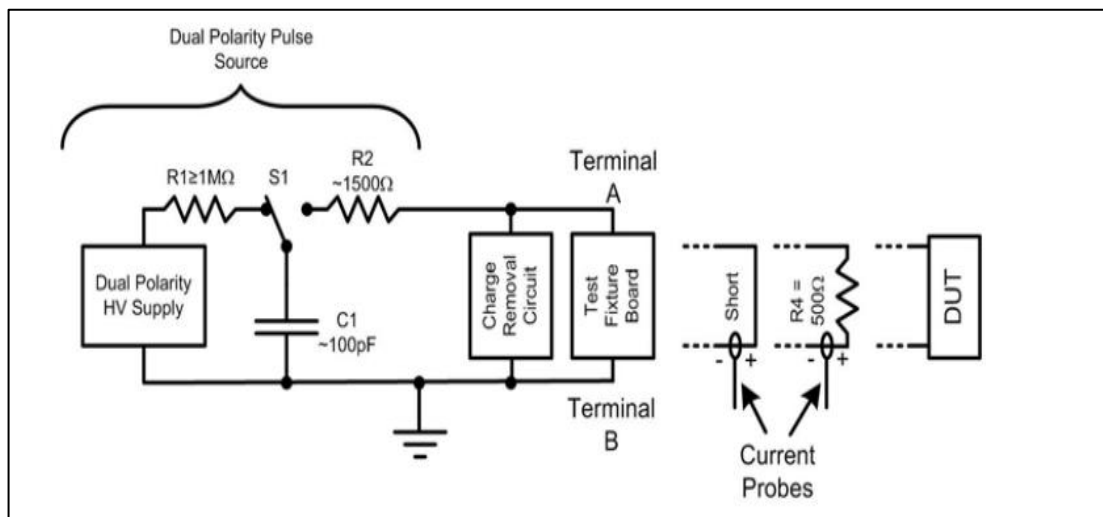 Dual Polarity Pulse
Source
R1≥1MΩ
S1
R2
~1500Ω
Terminal
A
Dual Polarity
HV Supply
C1
~100pF
Charge
Removal
Circuit
Test
Fixture
Board
Short
- +
R4 =
500Ω
- +
DUT
Terminal
B
Current
Probes